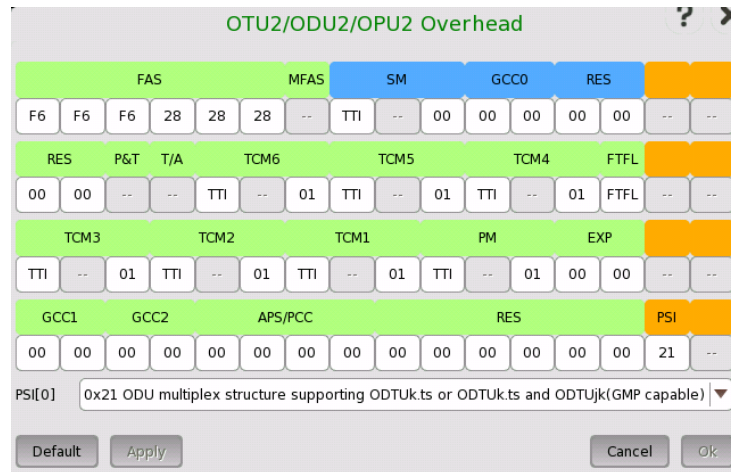 OTU2/ODU2/OPU2 Overhead ?
FAS MFAS SM GCC0 RES
F6 F6 F6 28 28 28 -- TTI -- 00 00 00 00 00 -- --
RES P&T T/A TCM6 TCM5 TCM4 FTFL
00 00 -- -- TTI -- 01 TTI -- 01 TTI -- 01 FTFL -- --
TCM3 TCM2 TCM1 PM EXP
TTI -- 01 TTI -- 01 TTI -- 01 TTI -- 01 00 00 -- --
GCC1 GCC2 APS/PCC RES PSI
00 00 00 00 00 00 00 00 00 00 00 00 00 00 21 --
PSI[0] 0x21 ODU multiplex structure supporting ODTUk.ts or ODTUk.ts and ODTUjk(GMP capable)
Default Apply Cancel Ok